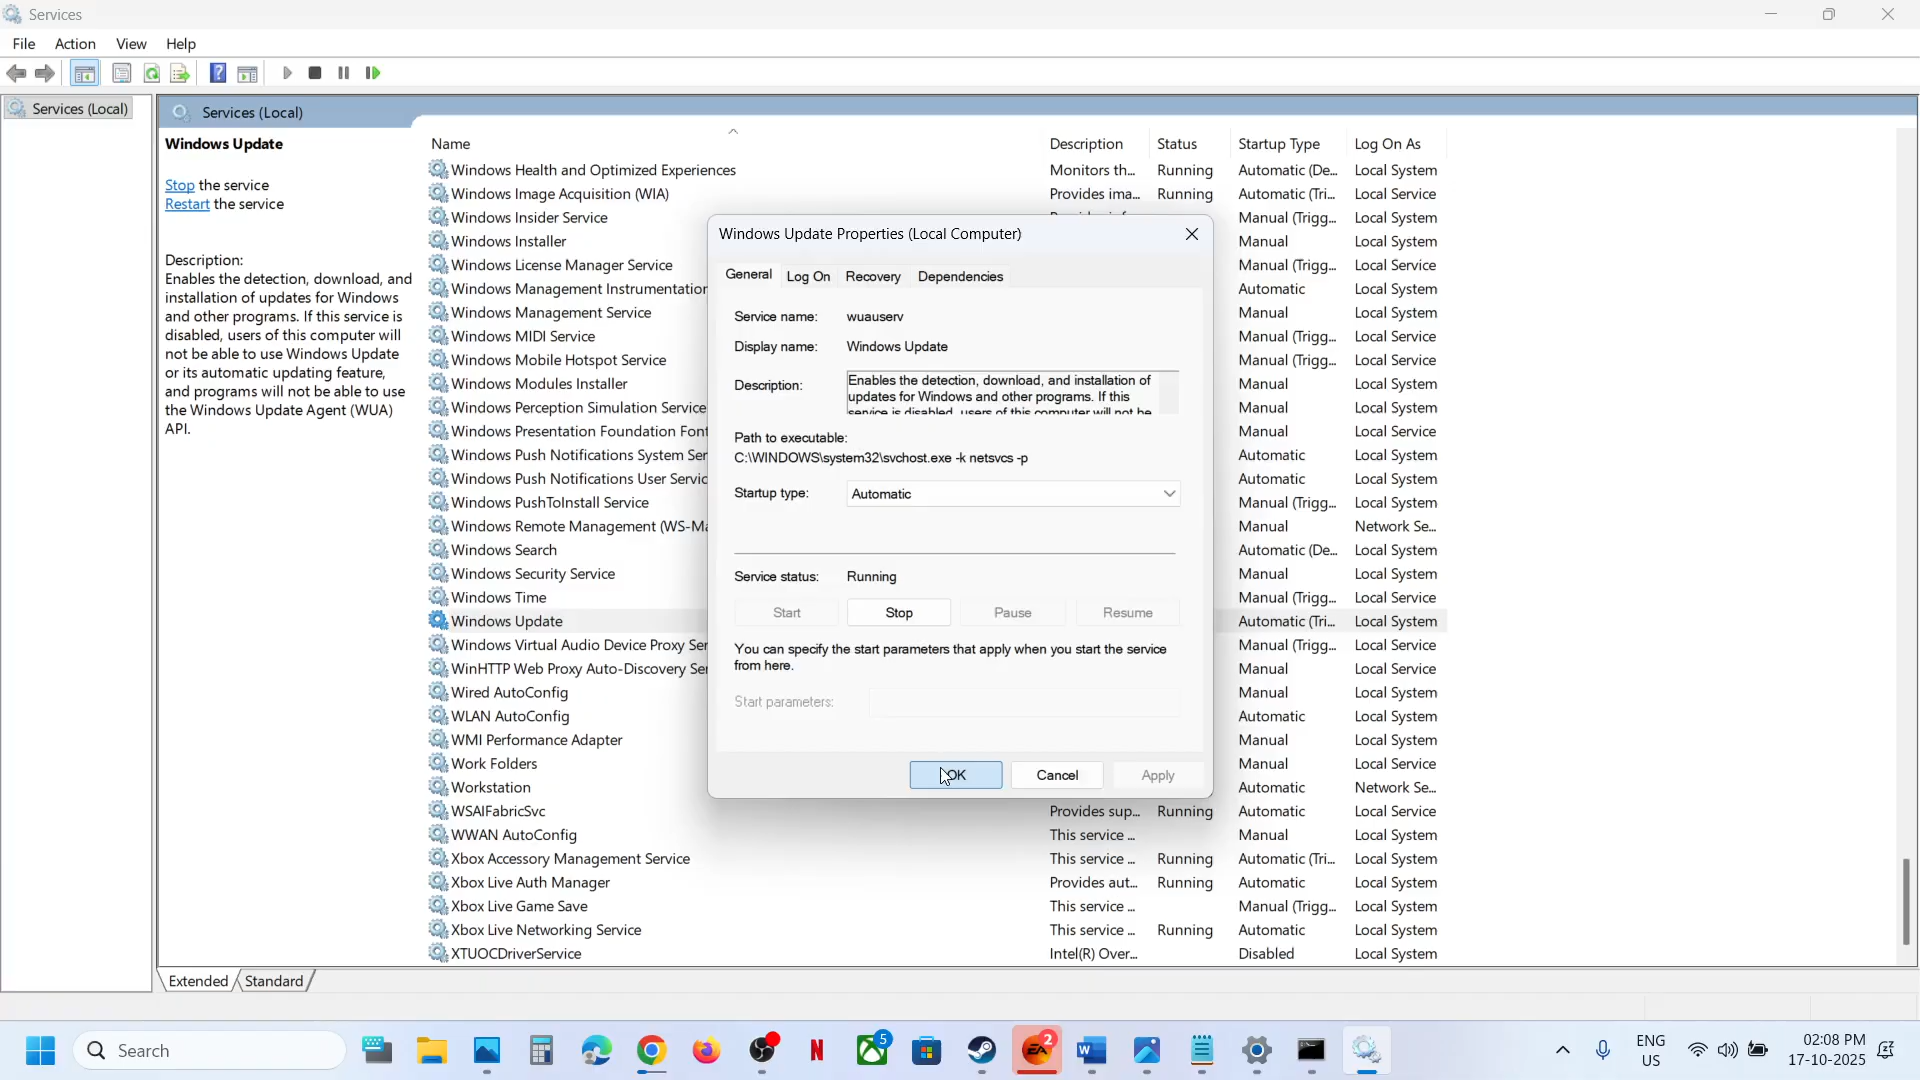 Services
File Action View Help
Services (Local)
Services (Local)
Windows Update
Stop the service
Restart the service
Description:
Enables the detection, download, and
installation of updates for Windows
and other programs. If this service is
disabled, users of this computer will
not be able to use Windows Update
or its automatic updating feature,
and programs will not be able to use
the Windows Update Agent (WUA)
API.
Name Description Status Startup Type Log On As
Windows Health and Optimized Experiences Monitors th... Running Automatic (De... Local System
Windows Image Acquisition (WIA) Provides ima... Running Automatic (Tri... Local Service
Windows Insider Service Manual (Trigg... Local System
Windows Installer Manual Local System
Windows License Manager Service Manual (Trigg... Local Service
Windows Management Instrumentation Automatic Local System
Windows Management Service Manual Local System
Windows MIDI Service Manual (Trigg... Local System
Windows Mobile Hotspot Service Manual (Trigg... Local Service
Windows Modules Installer Manual Local System
Windows Perception Simulation Service Manual Local System
Windows Presentation Foundation Font Manual Local Service
Windows Push Notifications System Ser Automatic Local System
Windows Push Notifications User Servic Automatic Local System
Windows PushToInstall Service Manual (Trigg... Local System
Windows Remote Management (WS-Ma Manual Network Se...
Windows Search Automatic (De... Local System
Windows Security Service Manual Local System
Windows Time Manual (Trigg... Local Service
Windows Update Automatic (Tri... Local System
Windows Virtual Audio Device Proxy Ser Manual (Trigg... Local System
WinHTTP Web Proxy Auto-Discovery Se Manual Local Service
Wired AutoConfig Manual Local System
WLAN AutoConfig Automatic Local System
WMI Performance Adapter Manual Local System
Work Folders Manual Local Service
Workstation Automatic Network Se...
WSAIFabricSvc Provides sup... Running Automatic Local Service
WWAN AutoConfig This service ... Manual Local System
Xbox Accessory Management Service This service ... Running Automatic (Tri... Local System
Xbox Live Auth Manager Provides aut... Running Automatic Local System
Xbox Live Game Save This service ... Manual (Trigg... Local System
Xbox Live Networking Service This service ... Running Automatic Local System
XTUOCDriverService Intel(R) Over... Disabled Local System
Extended Standard
Windows Update Properties (Local Computer)
General Log On Recovery Dependencies
Service name: wuauserv
Display name: Windows Update
Description: Enables the detection, download, and installation of
updates for Windows and other programs. If this
service is disabled, users of this computer will not be
Path to executable:
C:\WINDOWS\system32\svchost.exe -k netsvcs -p
Startup type: Automatic
Service status: Running
Start Stop Pause Resume
You can specify the start parameters that apply when you start the service
from here.
Start parameters:
OK Cancel Apply
Search
5
EA 2
ENG
US
02:08 PM
17-10-2025